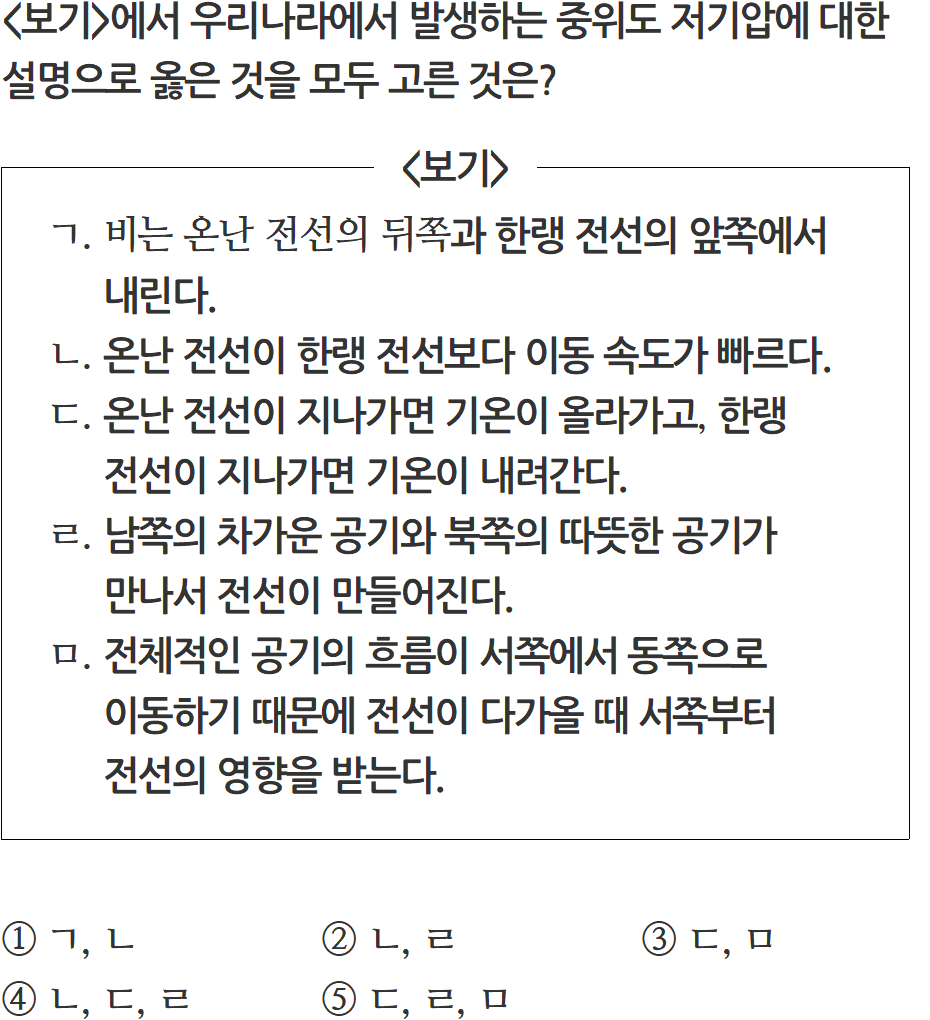 <보기>에서 우리나라에서 발생하는 중위도 저기압에 대한
설명으로 옳은 것을 모두 고른 것은?
<보기>
ㄱ. 비는 온난 전선의 뒤쪽과 한랭 전선의 앞쪽에서
내린다.
ㄴ. 온난 전선이 한랭 전선보다 이동 속도가 빠르다.
ㄷ. 온난 전선이 지나가면 기온이 올라가고, 한랭
전선이 지나가면 기온이 내려간다.
ㄹ. 남쪽의 차가운 공기와 북쪽의 따뜻한 공기가
만나서 전선이 만들어진다.
ㅁ. 전체적인 공기의 흐름이 서쪽에서 동쪽으로
이동하기 때문에 전선이 다가올 때 서쪽부터
전선의 영향을 받는다.
① ㄱ, ㄴ ② ㄴ, ㄹ ③ ㄷ, ㅁ
④ ㄴ, ㄷ, ㄹ ⑤ ㄷ, ㄹ, ㅁ